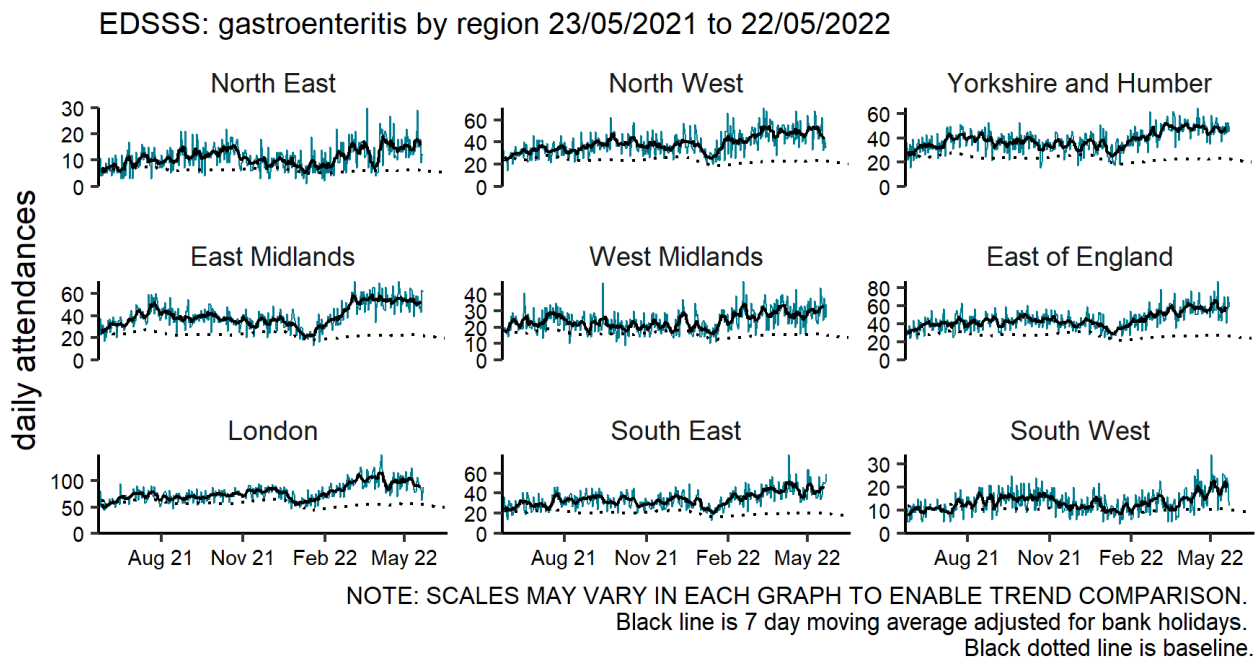 EDSSS: gastroenteritis by region 23/05/2021 to 22/05/2022
daily attendances
North East
30
20
10
0
North West
60
40
20
0
Yorkshire and Humber
60
40
20
0
East Midlands
60
40
20
0
West Midlands
40
30
20
10
0
East of England
80
60
40
20
0
London
100
50
0
Aug 21 Nov 21 Feb 22 May 22
South East
60
40
20
0
Aug 21 Nov 21 Feb 22 May 22
South West
30
20
10
0
Aug 21 Nov 21 Feb 22 May 22
NOTE: SCALES MAY VARY IN EACH GRAPH TO ENABLE TREND COMPARISON.
Black line is 7 day moving average adjusted for bank holidays.
Black dotted line is baseline.